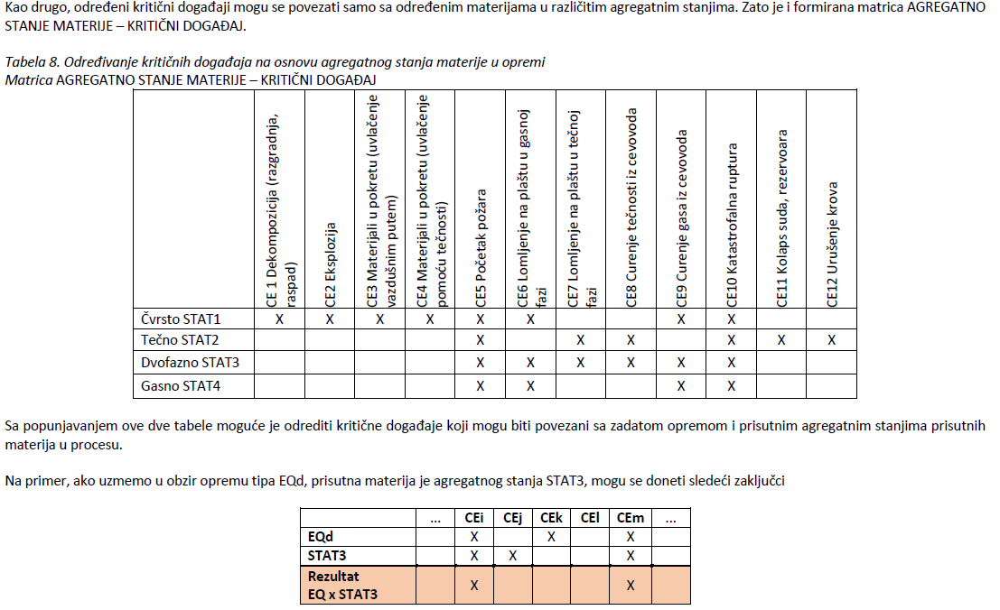 Kao drugo, određeni kritični događaji mogu se povezati samo sa određenim materijama u različitim agregatnim stanjima. Zato je i formirana matrica AGREGATNO
STANJE MATERIJE – KRITIČNI DOGAĐAJ.
Tabela 8. Određivanje kritičnih događaja na osnovu agregatnog stanja materije u opremi
Matrica AGREGATNO STANJE MATERIJE – KRITIČNI DOGAĐAJ
CE 1 Dekompozicija (razgradnja,
raspad)
CE2 Eksplozija
CE3 Materijali u pokretu (uvlačenje
vazdušnim putem)
CE4 Materijali u pokretu (uvlačenje
pomoću tečnosti)
CE5 Početak požara
CE6 Lomljenje na plaštu u gasnoj
fazi
CE7 Lomljenje na plaštu u tečnoj
fazi
CE8 Curenje tečnosti iz cevovoda
CE9 Curenje gasa iz cevovoda
CE10 Katastrofalna ruptura
CE11 Kolaps suda, rezervoara
CE12 Urušenje krova
Čvrsto STAT1 X X X X X X X X
Tečno STAT2 X X X X X X
Dvofazno STAT3 X X X X X X
Gasno STAT4 X X X X
Sa popunjavanjem ove dve tabele moguće je odrediti kritične događaje koji mogu biti povezani sa zadatom opremom i prisutnim agregatnim stanjima prisutnih
materija u procesu.
Na primer, ako uzmemo u obzir opremu tipa EQd, prisutna materija je agregatnog stanja STAT3, mogu se doneti sledeći zaključci
... CEi CEj CEk CEl CEm ...
EQd X X X
STAT3 X X X
Rezultat
EQ x STAT3 X X